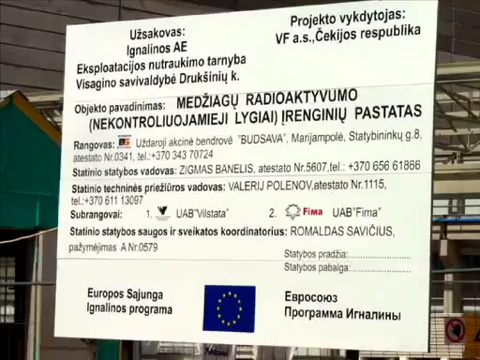 Užsakovas:
Ignalinos AE
Eksploatacijos nutraukimo tarnyba
Visagino savivaldybė Drukšinių k.
Projekto vykdytojas:
VF a.s.,Čekijos respulika
Objekto pavadinimas: MEDŽIAGŲ RADIOAKTYVUMO
(NEKONTROLIUOJAMIEJI LYGIAI) ĮRENGINIŲ PASTATAS
Rangovas: Uždaroji akcinė bendrovė "BUDSAVA", Marijampolė, Statybininkų g.8,
atestato Nr.0341, tel.:+370 343 70724
Statinio statybos vadovas: ZIGMAS BANELIS, atestato Nr.5607,tel.: +370 656 61866
Statinio techninės priežiūros vadovas: VALERIJ POLENOV,atestato Nr.1115,
tel.:+370 611 13097
Subrangovai: 1. UAB"Vilstata" 2. Fima UAB"Fima"
Statinio statybos saugos ir sveikatos koordinatorius: ROMALDAS SAVIČIUS,
pažymėjimas A Nr.0579
Statybos pradžia:
Statybos pabaiga:
Europos Sąjunga
Ignalinos programa
Евросоюз
Программа Игналины